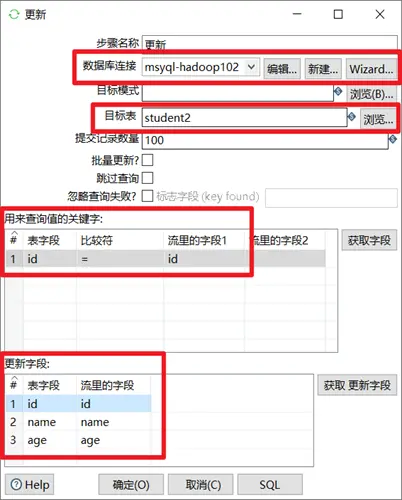 更新
步骤名称 更新
数据库连接 msyql-hadoop102 编辑... 新建... Wizard...
目标模式 浏览(B)...
目标表 student2 浏览...
提交记录数量 100
批量更新?
跳过查询
忽略查询失败? 标志字段 (key found)
用来查询值的关键字:
# 表字段 比较符 流里的字段1 流里的字段2 获取字段
1 id = id
更新字段:
# 表字段 流里的字段 获取 更新字段
1 id id
2 name name
3 age age
Help 确定(O) 取消(C) SQL